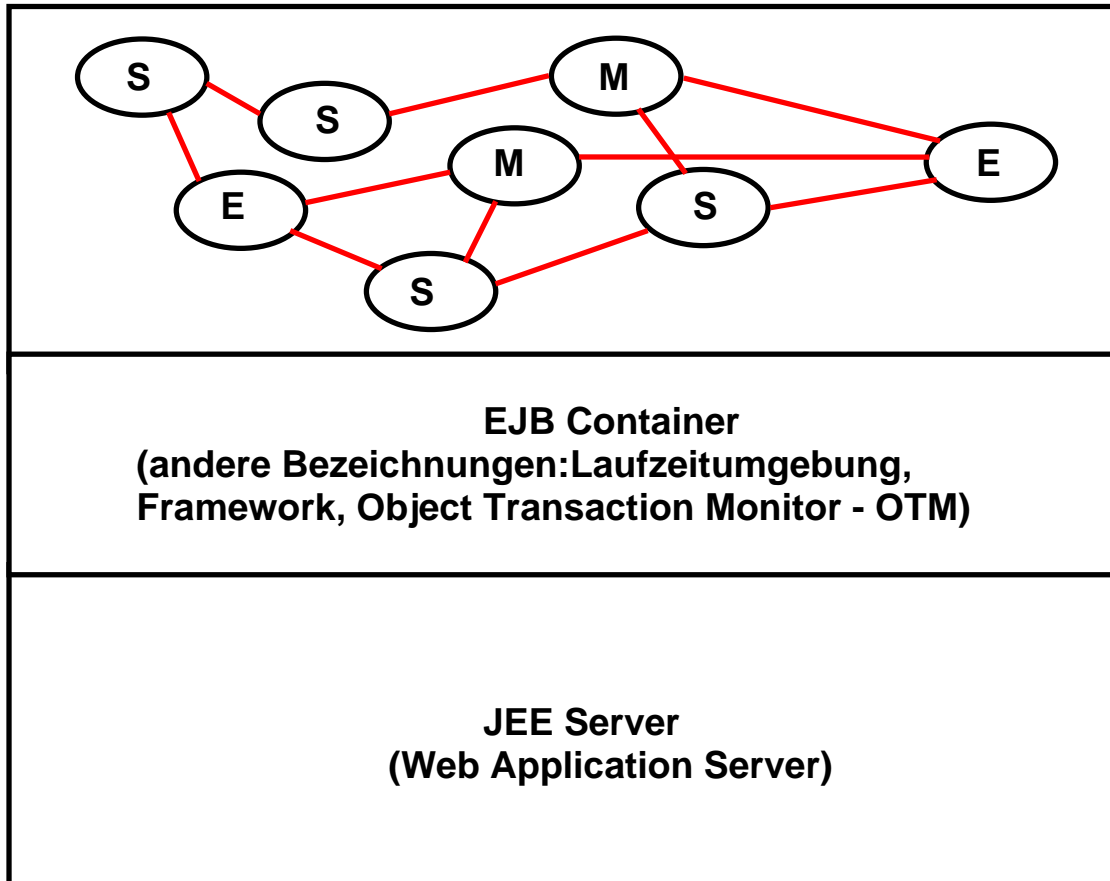 S
S
M
M
E
E
S
S
EJB Container
(andere Bezeichnungen:Laufzeitumgebung,
Framework, Object Transaction Monitor - OTM)
JEE Server
(Web Application Server)